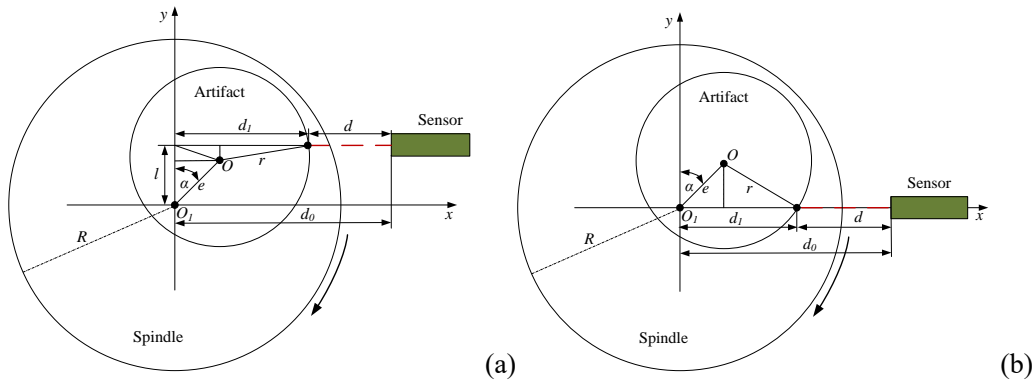 y
Artifact
d1
d
Sensor
l
O
r
α
e
O1
x
d0
R
Spindle
(a)
y
Artifact
O
Sensor
α
e
r
O1
d1
d
x
R
d0
Spindle
(b)